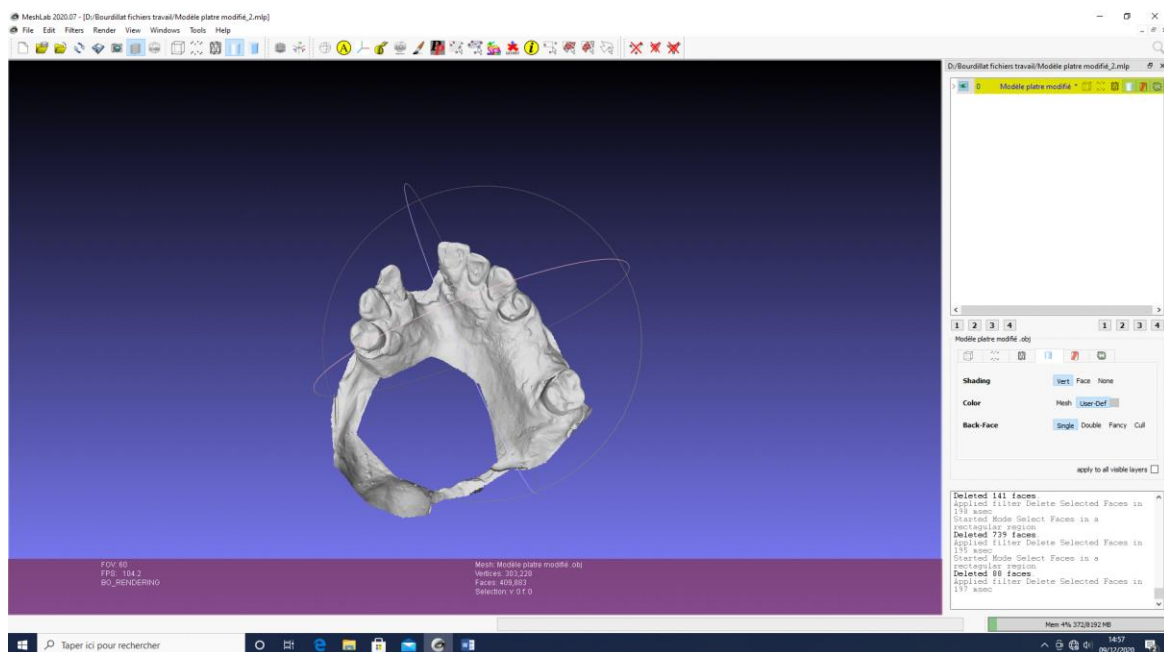 MeshLab 2020.07 - [D:/Bourdillat fichiers travail/Modèle platre modifié_2.mlp]
File Edit Filters Render View Windows Tools Help
D:/Bourdillat fichiers travail/Modèle platre modifié_2.mlp
0 Modèle platre modifié *
1 2 3 4 1 2 3 4
Modèle platre modifié .obj
Shading Vert Face None
Color Mesh User-Def
Back-Face Single Double Fancy Cull
apply to all visible layers
Deleted 141 faces.
Applied filter Delete Selected Faces in
198 msec
Started Mode Select Faces in a
rectangular region
Deleted 739 faces.
Applied filter Delete Selected Faces in
195 msec
Started Mode Select Faces in a
rectangular region
Deleted 88 faces.
Applied filter Delete Selected Faces in
197 msec
FOV: 60
FPS: 104.2
BO_RENDERING
Mesh: Modèle platre modifié .obj
Vertices: 303,220
Faces: 409,883
Selection: v: 0 f: 0
Mem 4% 372/8192 MB
Taper ici pour rechercher
14:57
09/12/2020